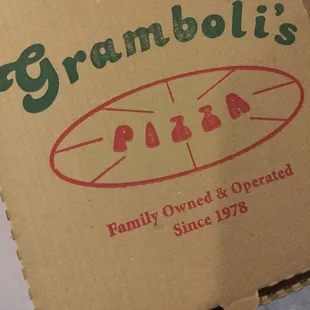 Gramboli's
PIZZA
Family Owned & Operated
Since 1978